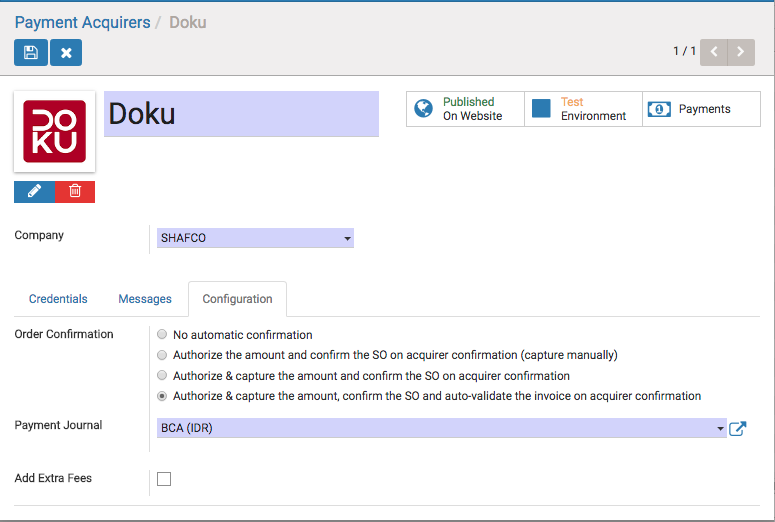 Payment Acquirers / Doku
1 / 1
DO
KU
Doku
Published
On Website
Test
Environment
Payments
Company
SHAFCO
Credentials
Messages
Configuration
Order Confirmation
No automatic confirmation
Authorize the amount and confirm the SO on acquirer confirmation (capture manually)
Authorize & capture the amount and confirm the SO on acquirer confirmation
Authorize & capture the amount, confirm the SO and auto-validate the invoice on acquirer confirmation
Payment Journal
BCA (IDR)
Add Extra Fees